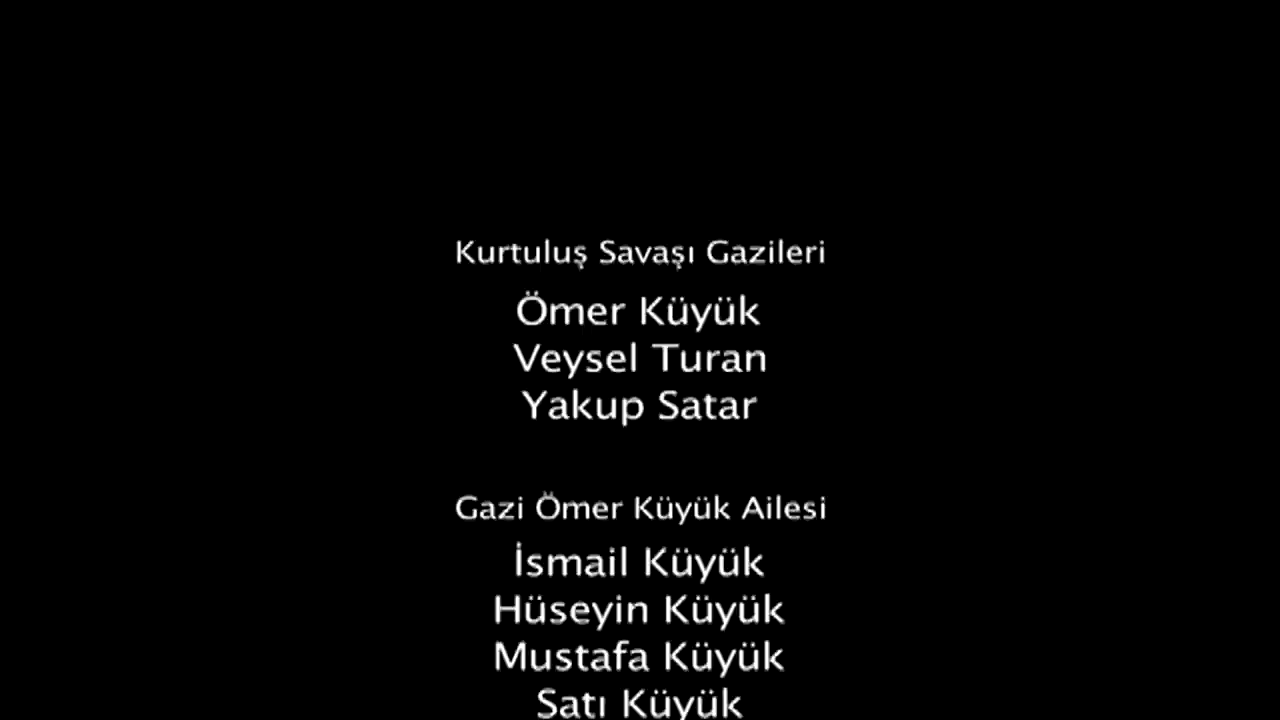 Kurtuluş Savaşı Gazileri
Ömer Küyük
Veysel Turan
Yakup Satar
Gazi Ömer Küyük Ailesi
İsmail Küyük
Hüseyin Küyük
Mustafa Küyük
Satı Küyük